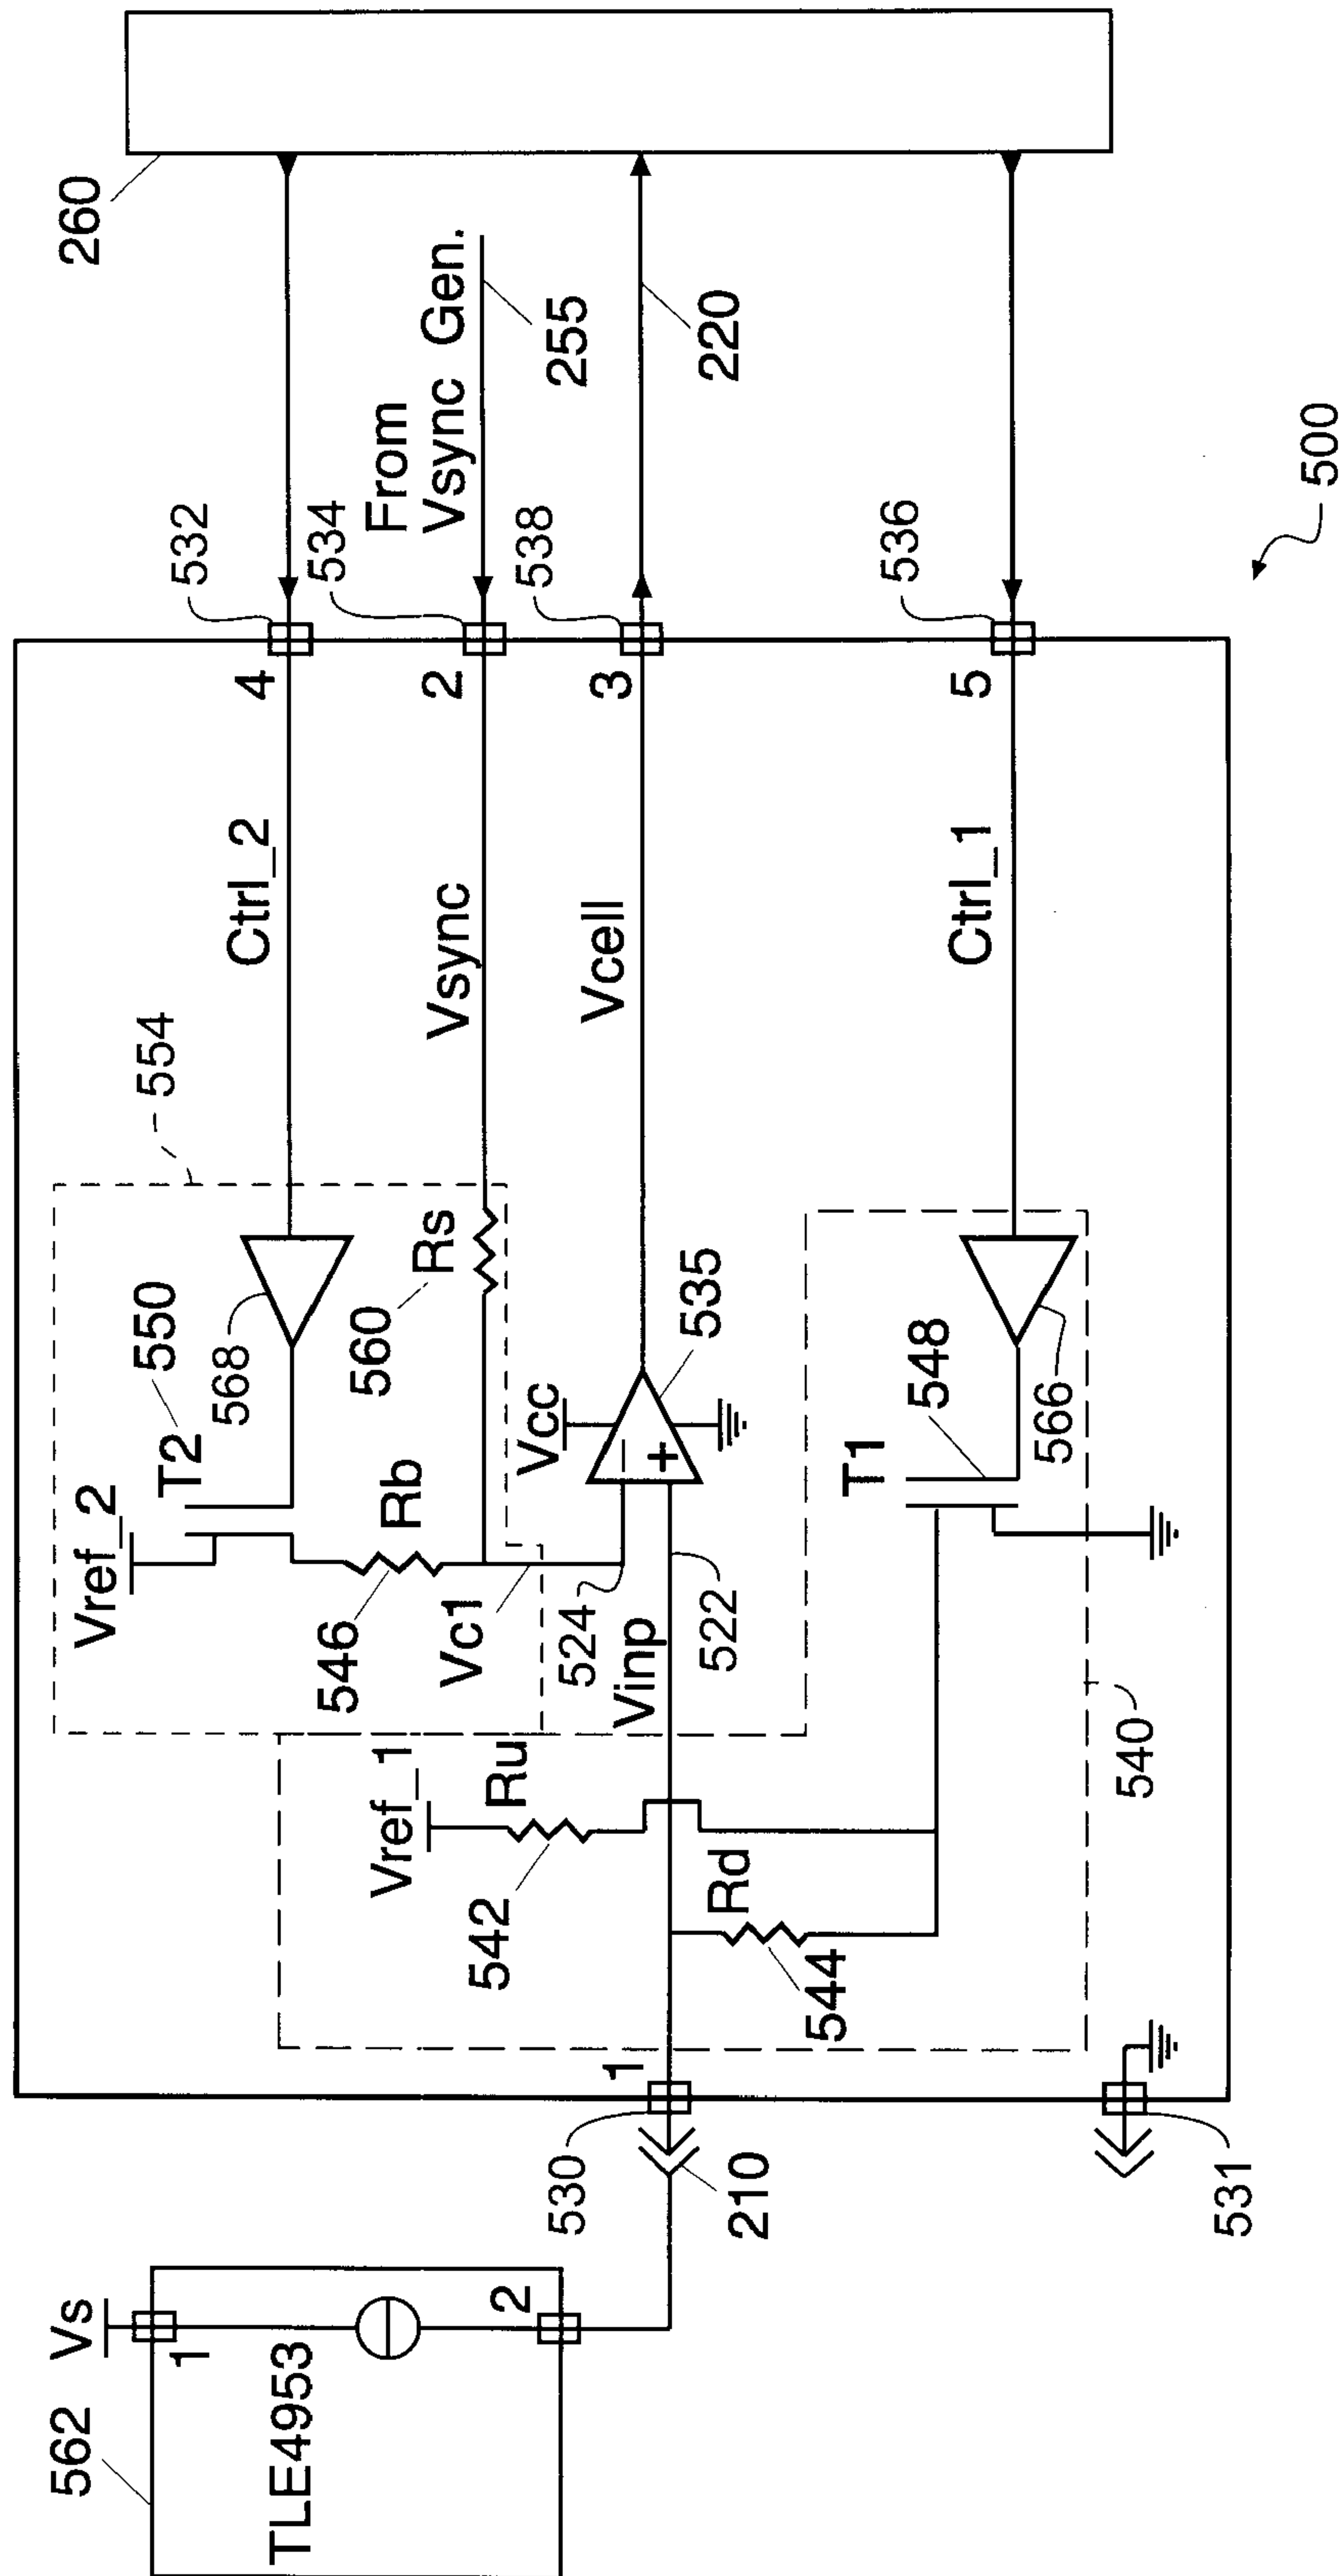 260
532
4
Ctrl_2
554
568
T2 550
Vref_2
546
Rb
560
Rs
Vsync
2
534
From
Vsync Gen.
255
538
3
Vcell
220
Vcc
–
+
535
Vc1
524
Vinp
522
536
5
Ctrl_1
548
T1
566
540
Vref_1
Ru
542
Rd
544
1
530
210
531
562
Vs
1
TLE4953
2
500